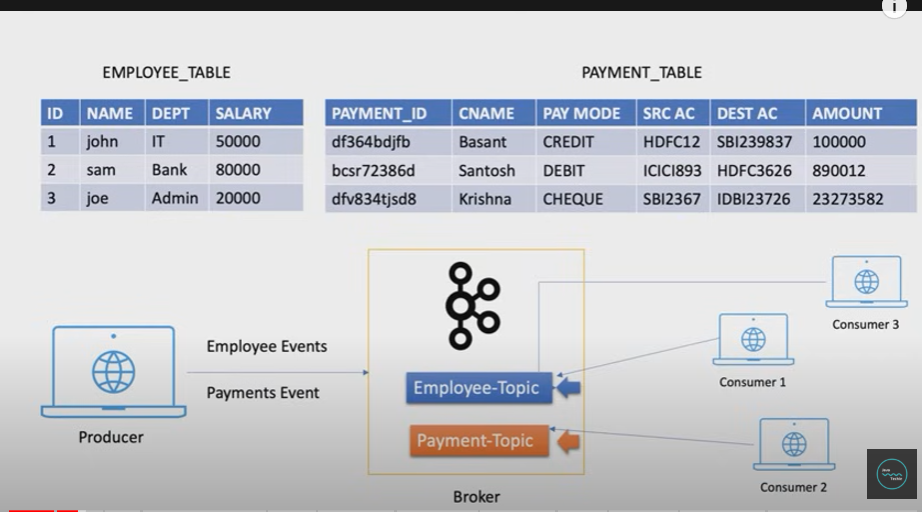 i
EMPLOYEE_TABLE
PAYMENT_TABLE
ID NAME DEPT SALARY
1 john IT 50000
2 sam Bank 80000
3 joe Admin 20000
PAYMENT_ID CNAME PAY MODE SRC AC DEST AC AMOUNT
df364bdjfb Basant CREDIT HDFC12 SBI239837 100000
bcsr72386d Santosh DEBIT ICICI893 HDFC3626 890012
dfv834tjsd8 Krishna CHEQUE SBI2367 IDBI23726 23273582
Consumer 3
Employee Events
Payments Event
Producer
Employee-Topic
Payment-Topic
Broker
Consumer 1
Consumer 2
Java
Techie